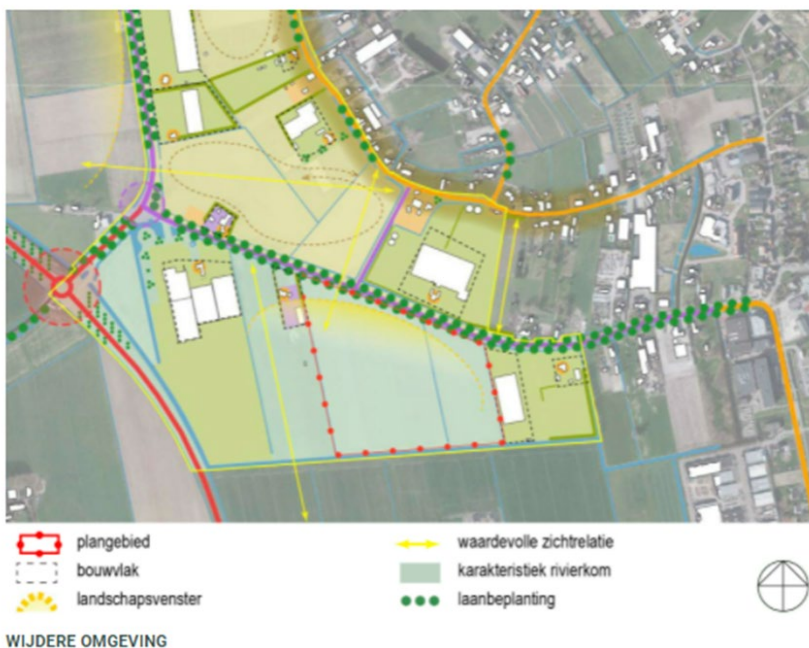 plangebied
waardevolle zichtrelatie
bouwvlak
karakteristiek rivierkom
landschapsvenster
laanbeplanting
WIJDERE OMGEVING